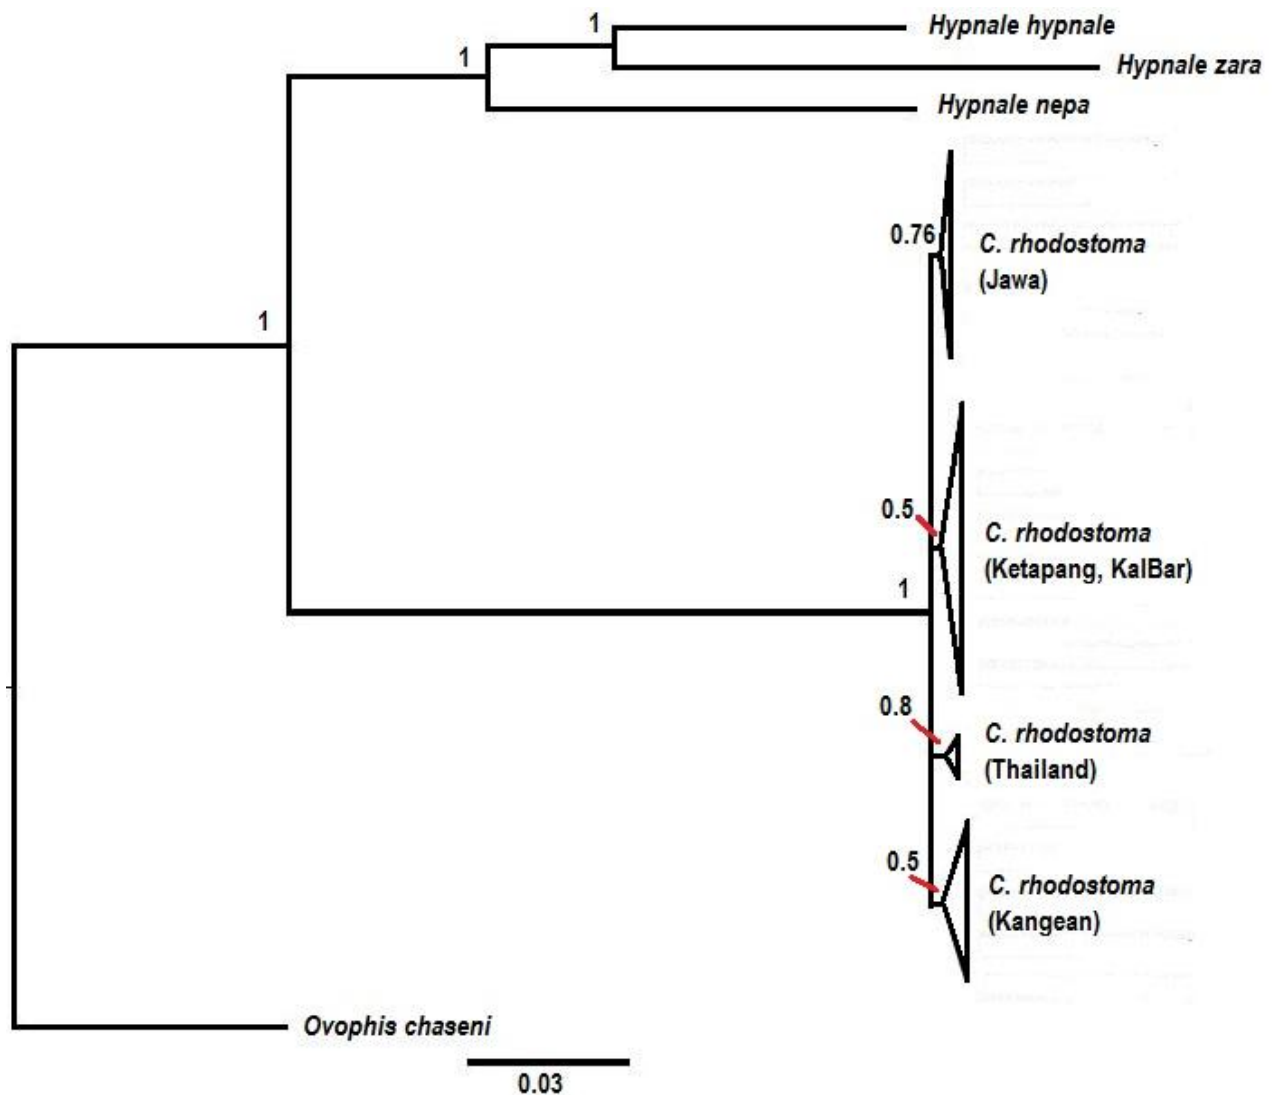 1
Hypnale hypnale
1
Hypnale zara
Hypnale nepa
0.76
C. rhodostoma
(Jawa)
1
0.5
C. rhodostoma
(Ketapang, KalBar)
1
0.8
C. rhodostoma
(Thailand)
0.5
C. rhodostoma
(Kangean)
Ovophis chaseni
0.03